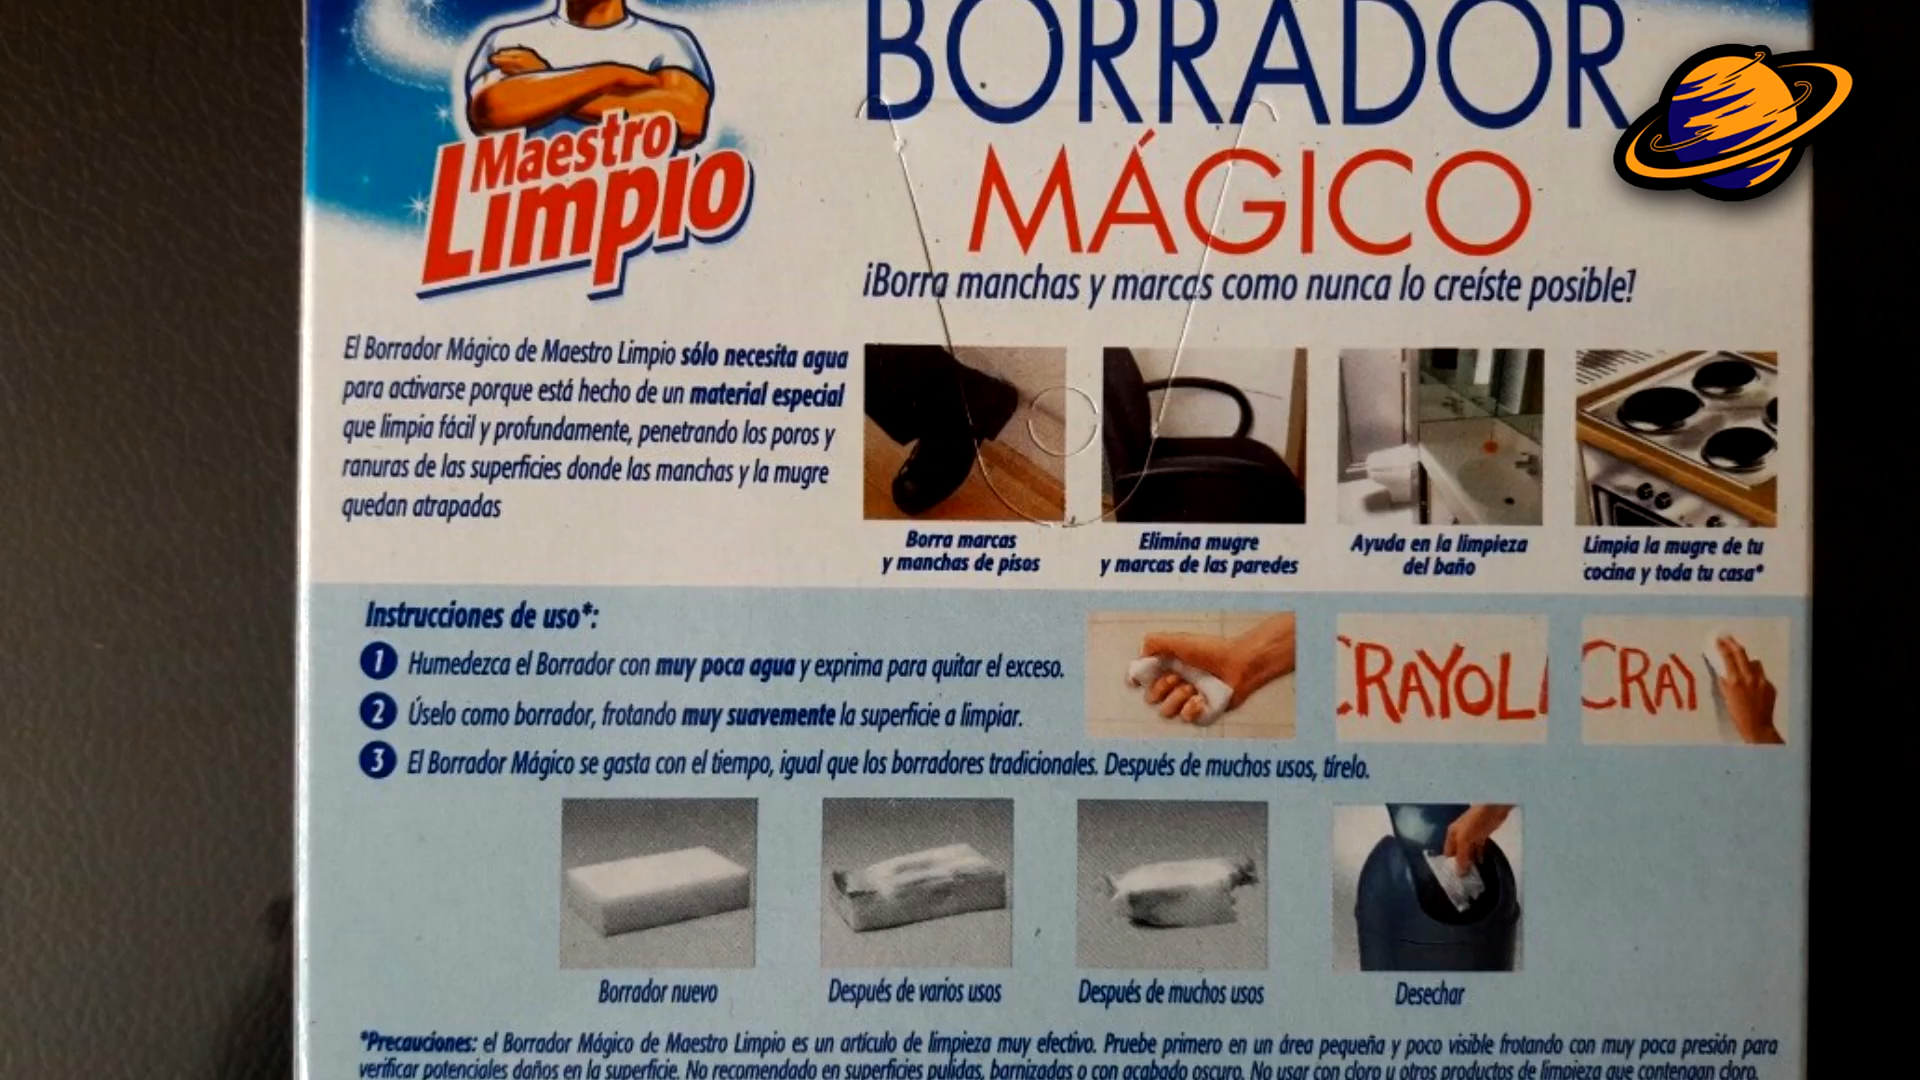 Maestro
Limpio
BORRADOR
MÁGICO
¡Borra manchas y marcas como nunca lo creíste posible!
El Borrador Mágico de Maestro Limpio sólo necesita agua
para activarse porque está hecho de un material especial
que limpia fácil y profundamente, penetrando los poros y
ranuras de las superficies donde las manchas y la mugre
quedan atrapadas
Borra marcas
y manchas de pisos
Elimina mugre
y marcas de las paredes
Ayuda en la limpieza
del baño
Limpia la mugre de tu
cocina y toda tu casa*
Instrucciones de uso*:
1 Humedezca el Borrador con muy poca agua y exprima para quitar el exceso.
2 Úselo como borrador, frotando muy suavemente la superficie a limpiar.
3 El Borrador Mágico se gasta con el tiempo, igual que los borradores tradicionales. Después de muchos usos, tírelo.
CRAYOLA
CRAY
Borrador nuevo
Después de varios usos
Después de muchos usos
Desechar
*Precauciones: el Borrador Mágico de Maestro Limpio es un artículo de limpieza muy efectivo. Pruebe primero en un área pequeña y poco visible frotando con muy poca presión para
verificar potenciales daños en la superficie. No recomendado en superficies pulidas, barnizadas o con acabado oscuro. No usar con cloro u otros productos de limpieza que contengan cloro.